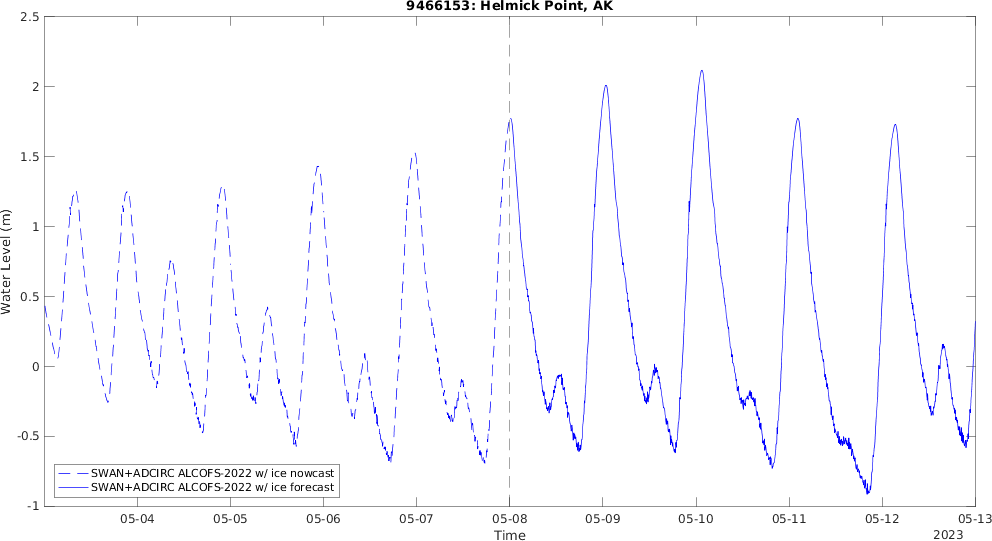 9466153: Helmick Point, AK
2.5
2
1.5
1
0.5
0
-0.5
-1
Water Level (m)
SWAN+ADCIRC ALCOFS-2022 w/ ice nowcast
SWAN+ADCIRC ALCOFS-2022 w/ ice forecast
05-04 05-05 05-06 05-07 05-08 05-09 05-10 05-11 05-12 05-13
Time
2023